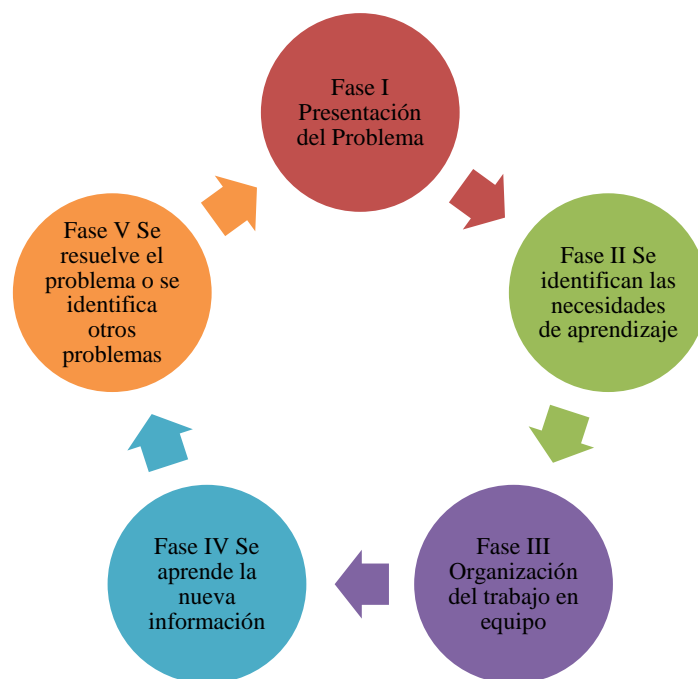 Fase I
Presentación
del Problema
Fase II Se
identifican las
necesidades
de aprendizaje
Fase III
Organización
del trabajo en
equipo
Fase IV Se
aprende la
nueva
información
Fase V Se
resuelve el
problema o se
identifica
otros
problemas